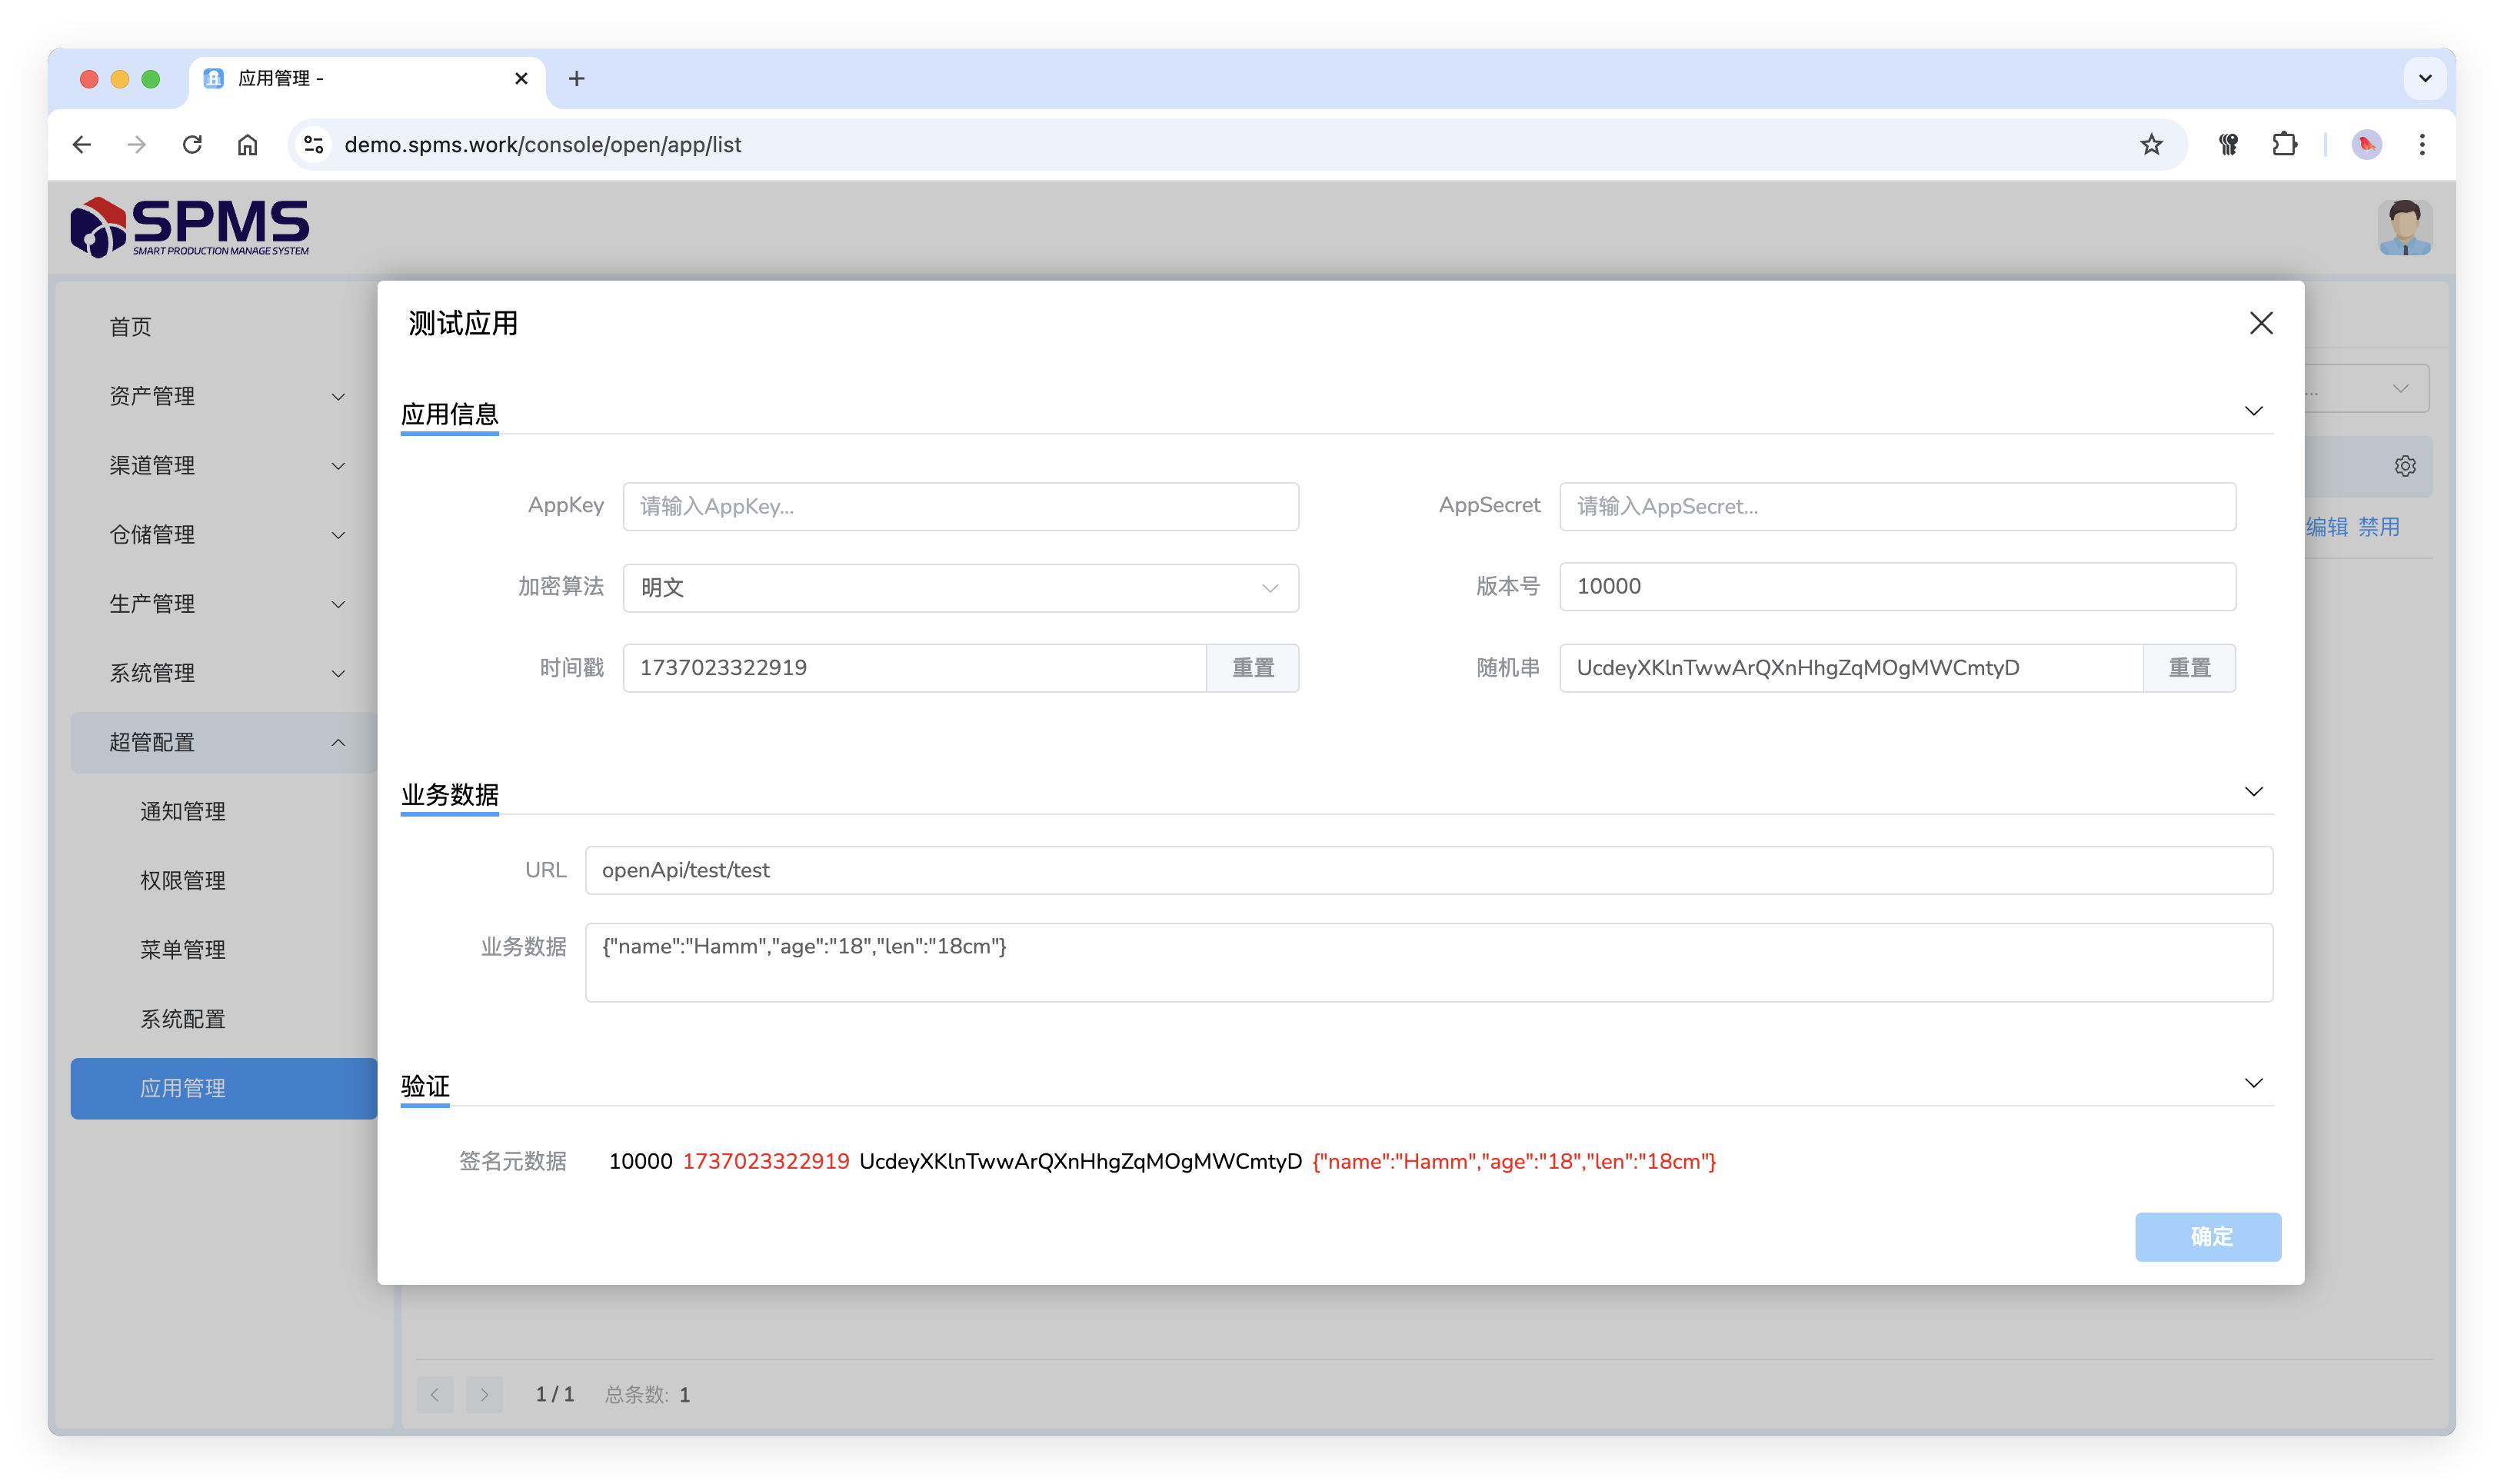 应用管理 -
demo.spms.work/console/open/app/list
SPMS
SMART PRODUCTION MANAGE SYSTEM
首页
资产管理
渠道管理
仓储管理
生产管理
系统管理
超管配置
通知管理
权限管理
菜单管理
系统配置
应用管理
测试应用
应用信息
AppKey 请输入AppKey... AppSecret 请输入AppSecret...
加密算法 明文 版本号 10000
时间戳 1737023322919 重置 随机串 UcdeyXKlnTwwArQXnHhgZqMOgMWCmtyD 重置
业务数据
URL openApi/test/test
业务数据 {"name":"Hamm","age":"18","len":"18cm"}
验证
签名元数据 10000 1737023322919 UcdeyXKlnTwwArQXnHhgZqMOgMWCmtyD {"name":"Hamm","age":"18","len":"18cm"}
确定
...
编辑 禁用
1 / 1 总条数: 1